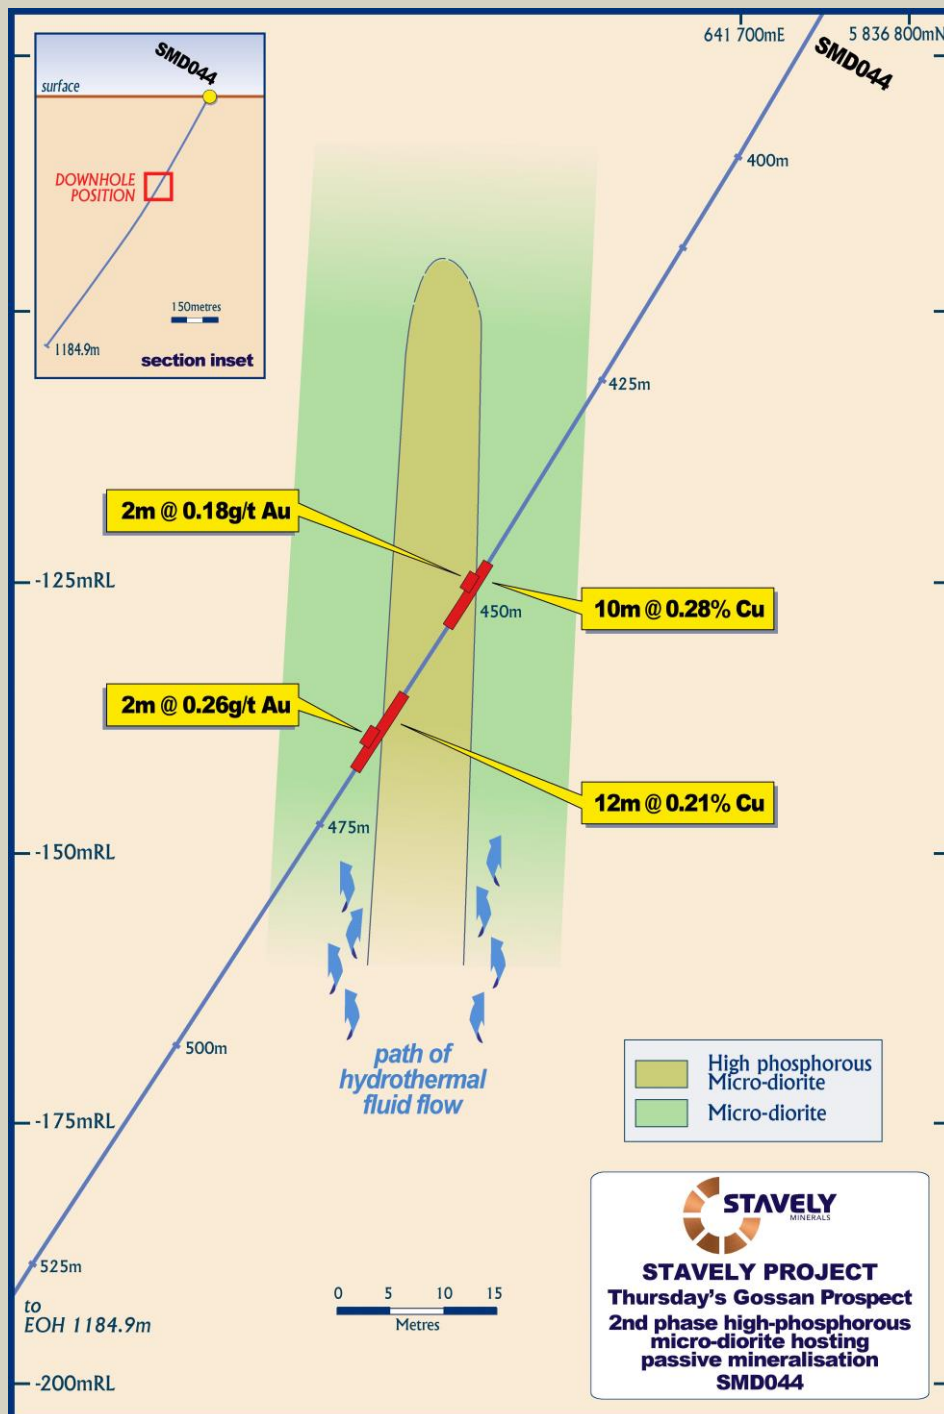 641 700mE
5 836 800mN
SMD044
SMD044
surface
DOWNHOLE
POSITION
150metres
1184.9m
section inset
400m
425m
2m @ 0.18g/t Au
-125mRL
10m @ 0.28% Cu
450m
2m @ 0.26g/t Au
12m @ 0.21% Cu
475m
-150mRL
500m
path of
hydrothermal
fluid flow
High phosphorous
Micro-diorite
Micro-diorite
-175mRL
STAVELY
MINERALS
STAVELY PROJECT
Thursday's Gossan Prospect
2nd phase high-phosphorous
micro-diorite hosting
passive mineralisation
SMD044
525m
to
EOH 1184.9m
0 5 10 15
Metres
-200mRL